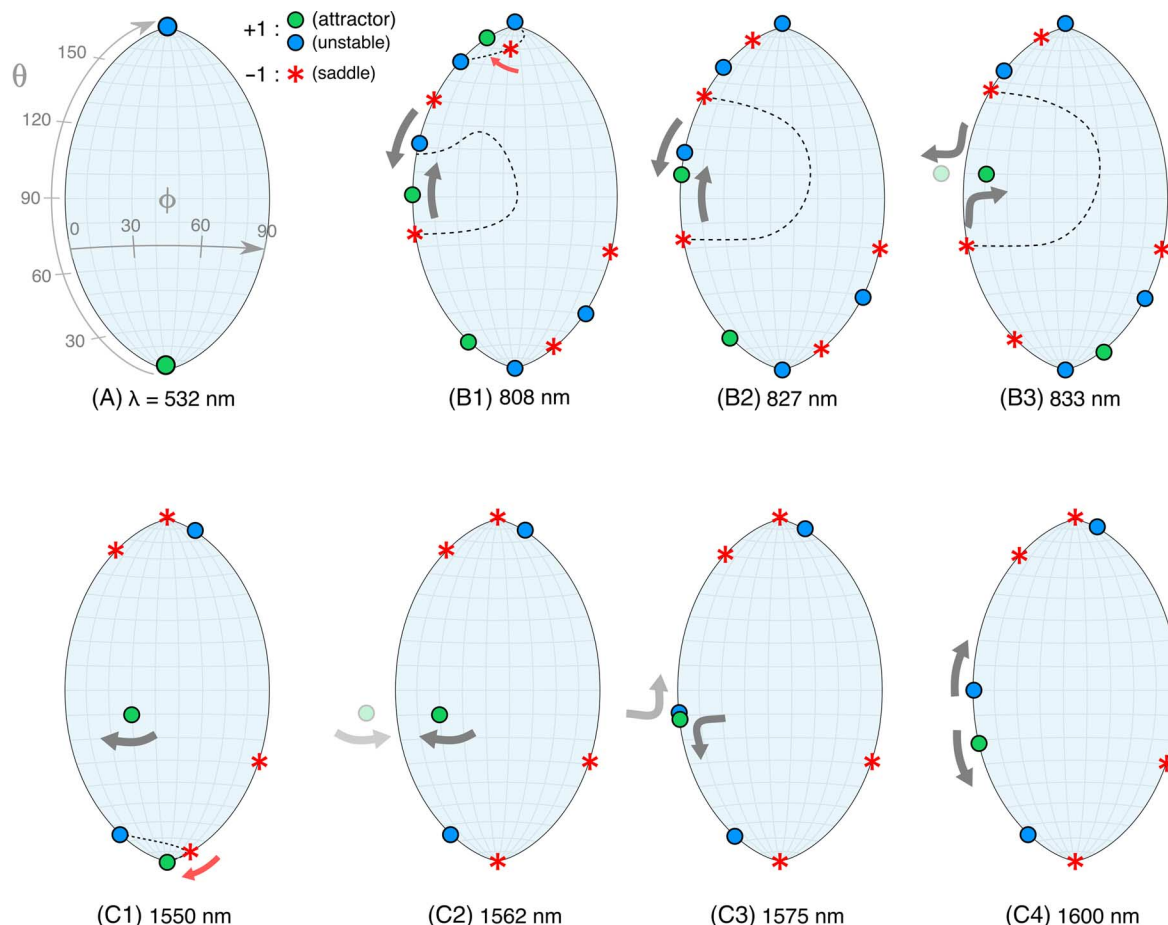 +1 : (attractor)
(unstable)
−1 : (saddle)
θ
150
120
90
60
30
ϕ
0 30 60 90
(A) λ = 532 nm
(B1) 808 nm
(B2) 827 nm
(B3) 833 nm
(C1) 1550 nm
(C2) 1562 nm
(C3) 1575 nm
(C4) 1600 nm